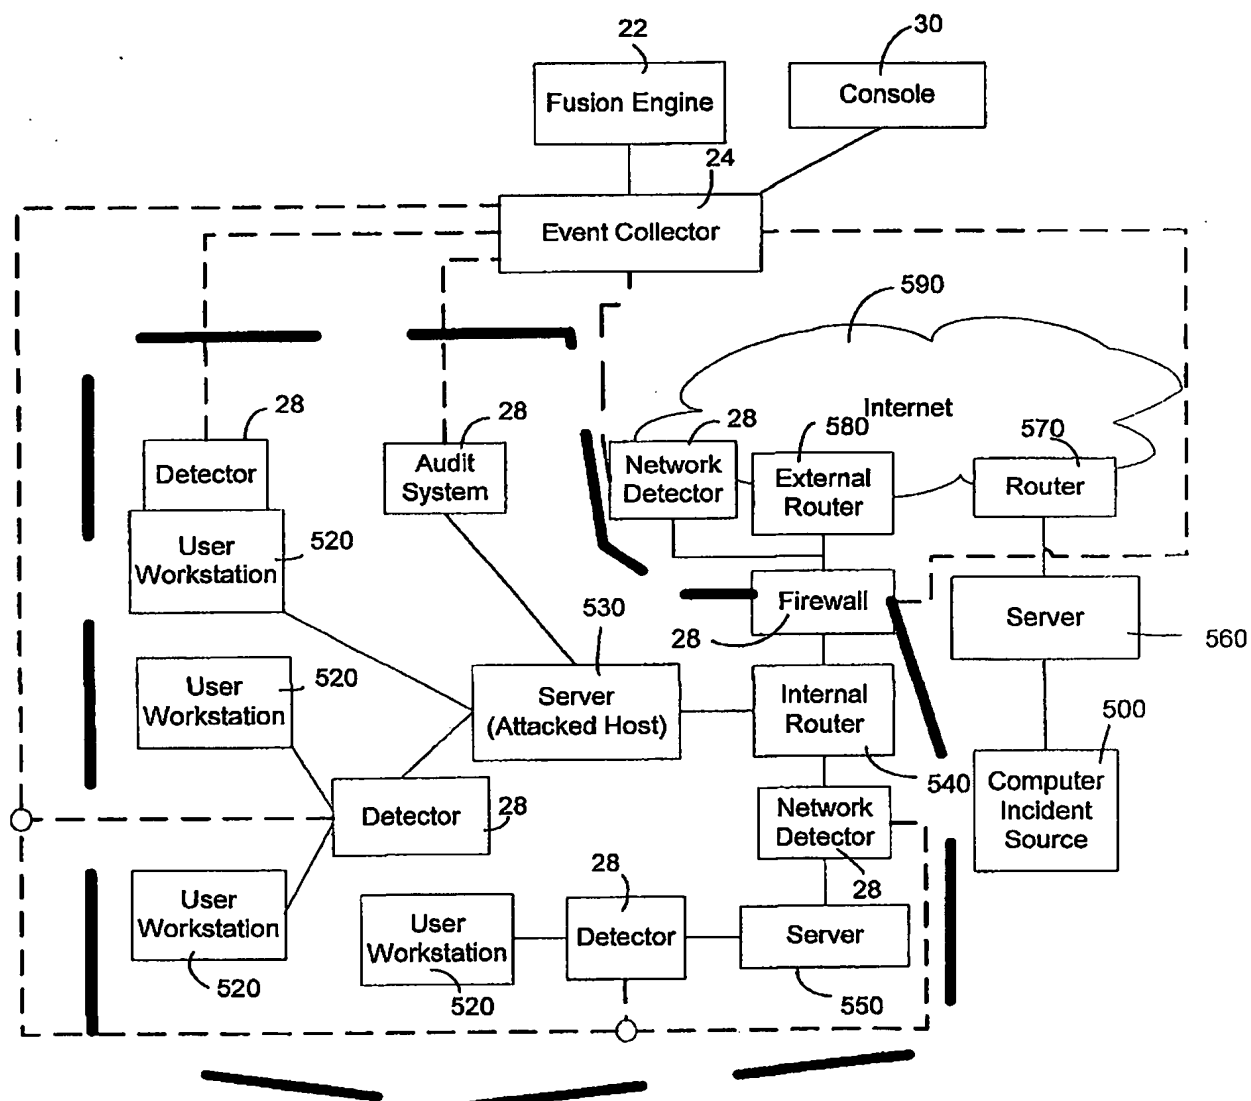 22
30
Fusion Engine
Console
24
Event Collector
590
Internet
28
28
28
580
570
Detector
Audit
System
Network
Detector
External
Router
Router
User
Workstation
520
530
Firewall
28
Server
560
User
Workstation
520
Server
(Attacked Host)
Internal
Router
540
500
Computer
Incident
Source
Detector
28
Network
Detector
28
User
Workstation
520
28
User
Workstation
520
Detector
Server
550